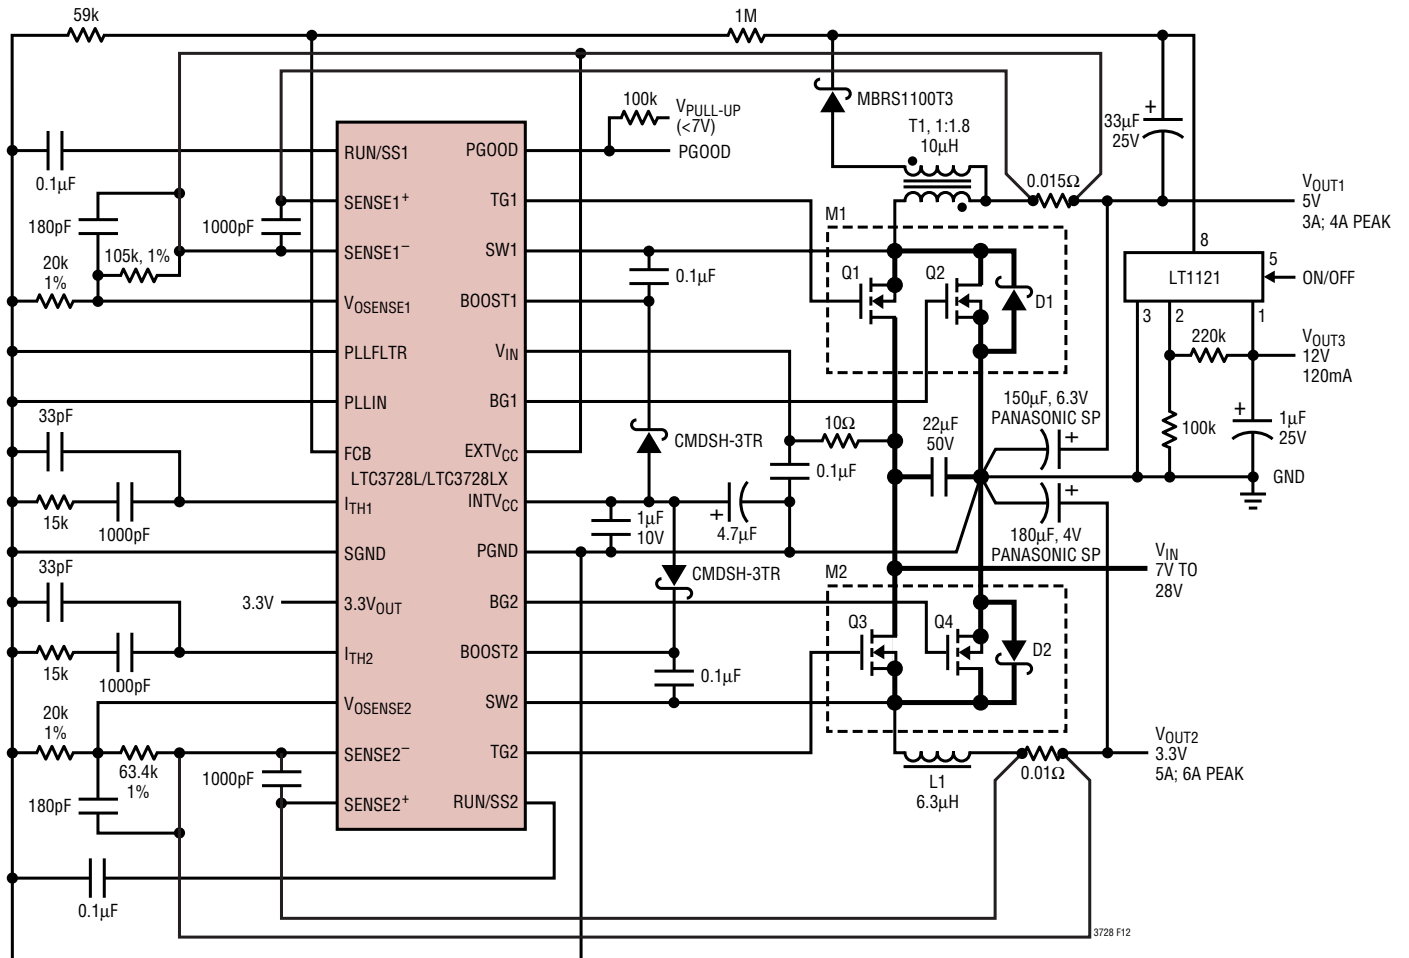 59k
1M
MBRS1100T3
100k
VPULL-UP
(<7V)
PGOOD
T1, 1:1.8
10µH
33µF
25V
+
0.015Ω
VOUT1
5V
3A; 4A PEAK
0.1µF
180pF
1000pF
105k, 1%
20k
1%
RUN/SS1
SENSE1+
SENSE1−
VOSENSE1
PLLFLTR
PLLIN
FCB
LTC3728L/LTC3728LX
ITH1
SGND
3.3VOUT
ITH2
VOSENSE2
SENSE2−
SENSE2+
PGOOD
TG1
SW1
BOOST1
VIN
BG1
EXTVCC
INTVCC
PGND
BG2
BOOST2
SW2
TG2
RUN/SS2
0.1µF
M1
Q1
Q2
D1
8
LT1121
5
ON/OFF
3
2
1
220k
VOUT3
12V
120mA
100k
+
1µF
25V
GND
CMDSH-3TR
10Ω
0.1µF
22µF
50V
150µF, 6.3V
PANASONIC SP
+
+
180µF, 4V
PANASONIC SP
1µF
10V
+
4.7µF
CMDSH-3TR
VIN
7V TO
28V
33pF
15k
1000pF
33pF
3.3V
15k
1000pF
M2
Q3
Q4
D2
0.1µF
20k
1%
63.4k
1%
180pF
1000pF
0.1µF
L1
6.3µH
0.01Ω
VOUT2
3.3V
5A; 6A PEAK
3728 F12